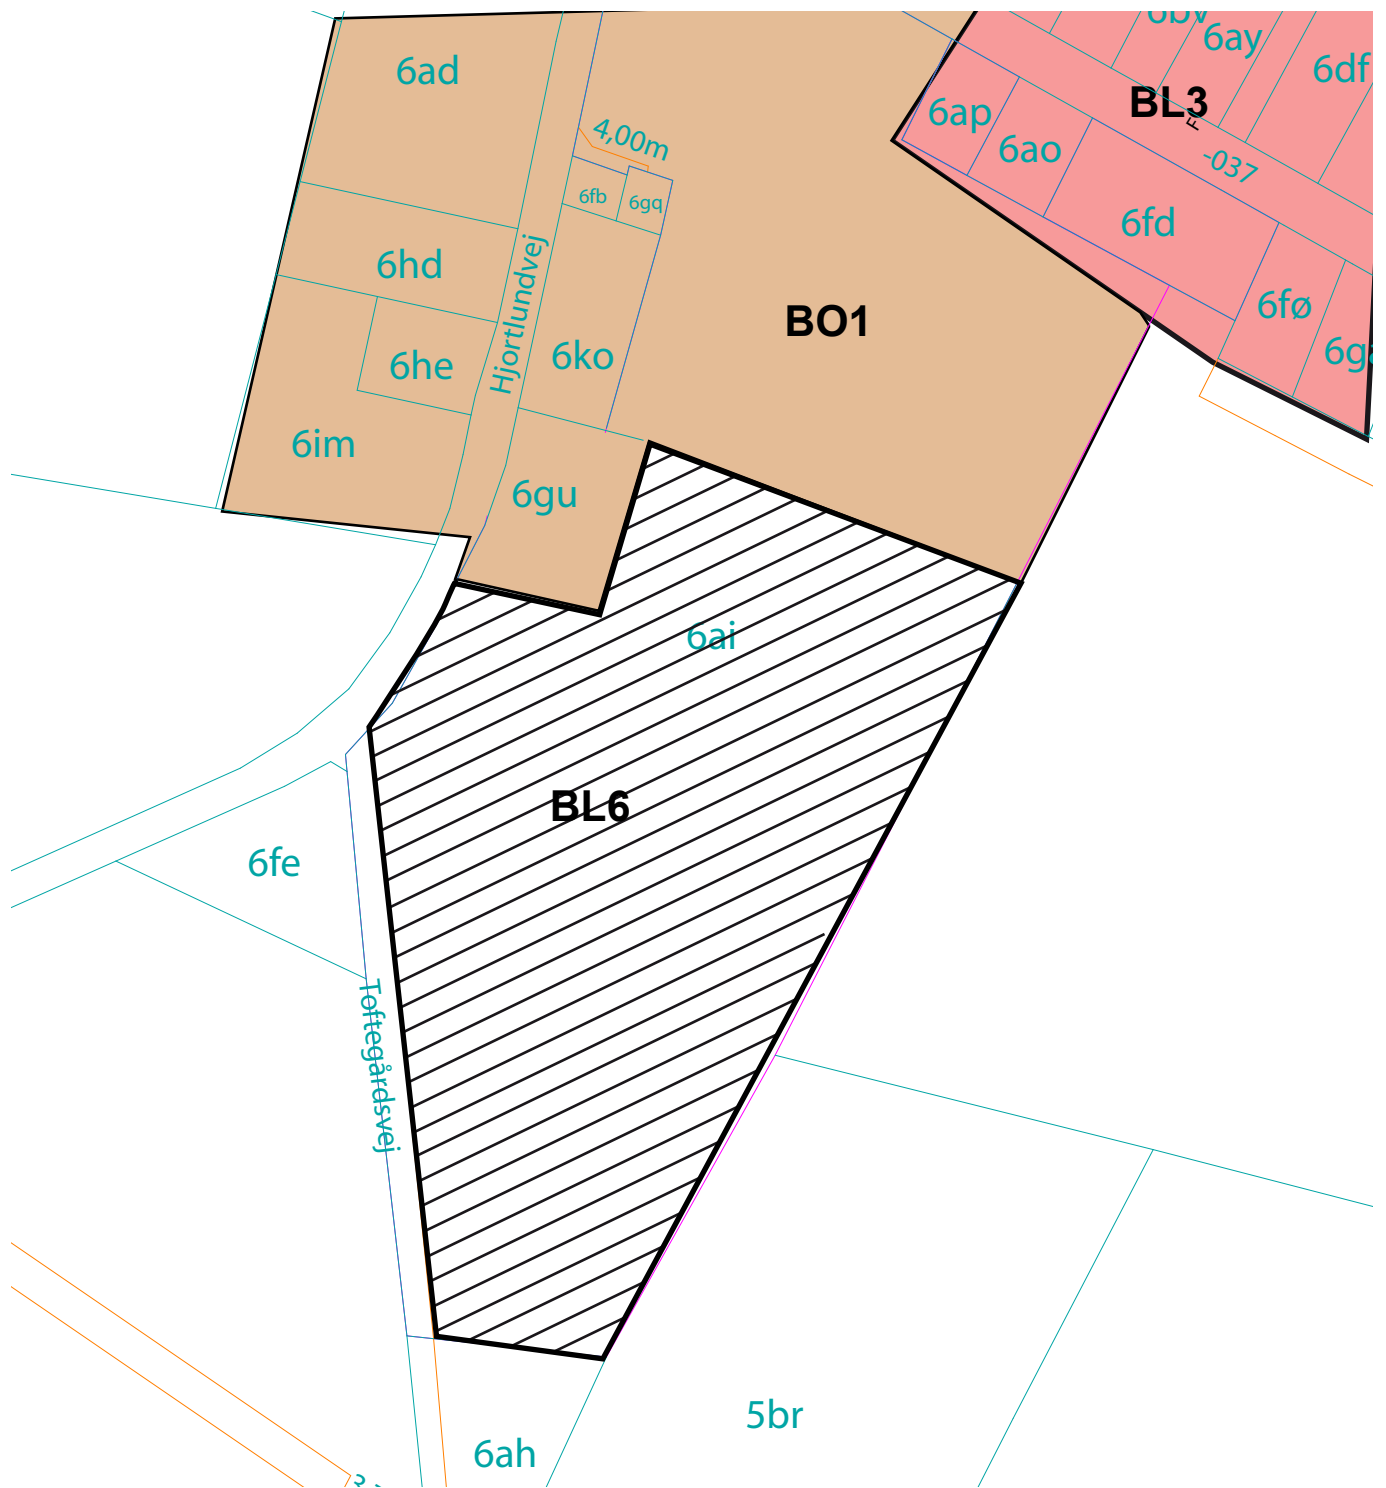 6ay
6ad
6df
BL3
6ap
4,00m
6ao
-037
6fb
6gq
6fd
6hd
Hjortlundvej
6fø
BO1
6ko
6he
6im
6gu
6ai
BL6
6fe
Toftegårdsvej
5br
6ah